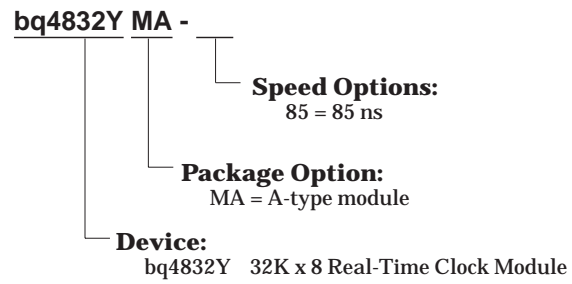 bq4832Y MA -
Speed Options:
85 = 85 ns
Package Option:
MA = A-type module
Device:
bq4832Y 32K x 8 Real-Time Clock Module